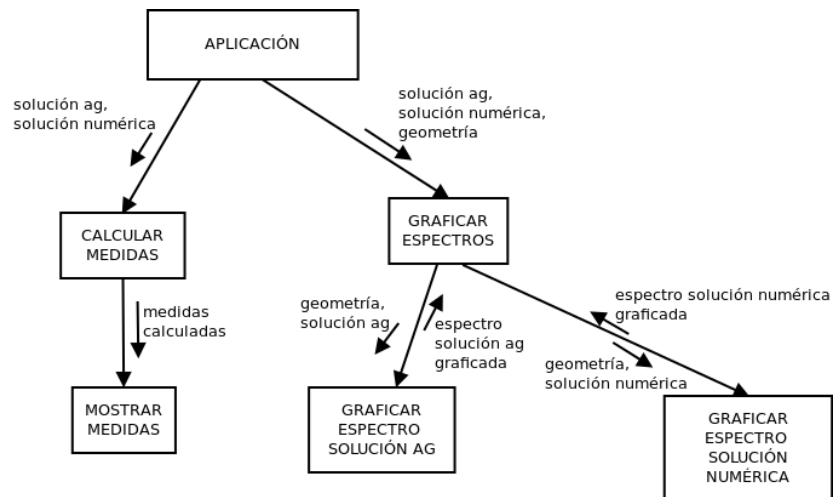 APLICACIÓN
solución ag,
solución numérica
solución ag,
solución numérica,
geometría
CALCULAR
MEDIDAS
GRAFICAR
ESPECTROS
medidas
calculadas
geometría,
solución ag
espectro
solución ag
graficada
espectro solución numérica
graficada
geometría,
solución numérica
MOSTRAR
MEDIDAS
GRAFICAR
ESPECTRO
SOLUCIÓN AG
GRAFICAR
ESPECTRO
SOLUCIÓN
NUMÉRICA